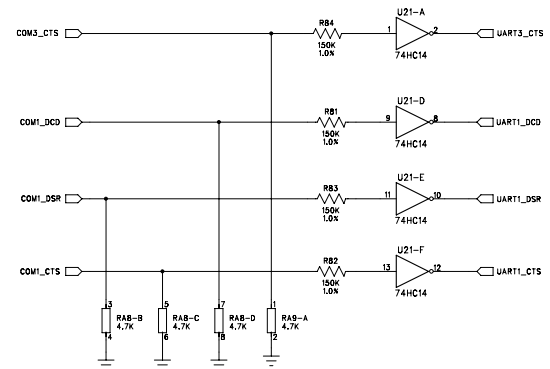 U21-A
R84
COM3_CTS
1
2
UART3_CTS
150K
1.0%
74HC14
U21-D
R81
COM1_DCD
9
8
UART1_DCD
150K
1.0%
74HC14
U21-E
R83
COM1_DSR
11
10
UART1_DSR
150K
1.0%
74HC14
U21-F
R82
COM1_CTS
13
12
UART1_CTS
150K
1.0%
74HC14
3
5
7
1
RA8-B
RA8-C
RA8-D
RA9-A
4.7K
4.7K
4.7K
4.7K
4
6
8
2